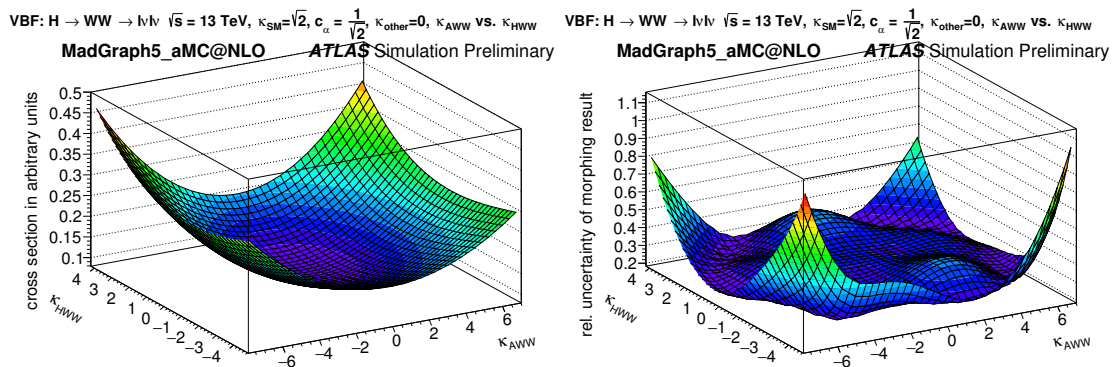 VBF: H → WW → lνlν √s = 13 TeV, κSM=√2, cα = 1/√2, κother=0, κAWW vs. κHWW
MadGraph5_aMC@NLO ATLAS Simulation Preliminary
cross section in arbitrary units
0.5
0.45
0.4
0.35
0.3
0.25
0.2
0.15
0.1
4 3 2 1 0 −1 −2 −3 −4
κHWW
−6 −4 −2 0 2 4 6
κAWW
VBF: H → WW → lνlν √s = 13 TeV, κSM=√2, cα = 1/√2, κother=0, κAWW vs. κHWW
MadGraph5_aMC@NLO ATLAS Simulation Preliminary
rel. uncertainty of morphing result
1.1
1
0.9
0.8
0.7
0.6
0.5
0.4
0.3
0.2
4 3 2 1 0 −1 −2 −3 −4
κHWW
−6 −4 −2 0 2 4 6
κAWW